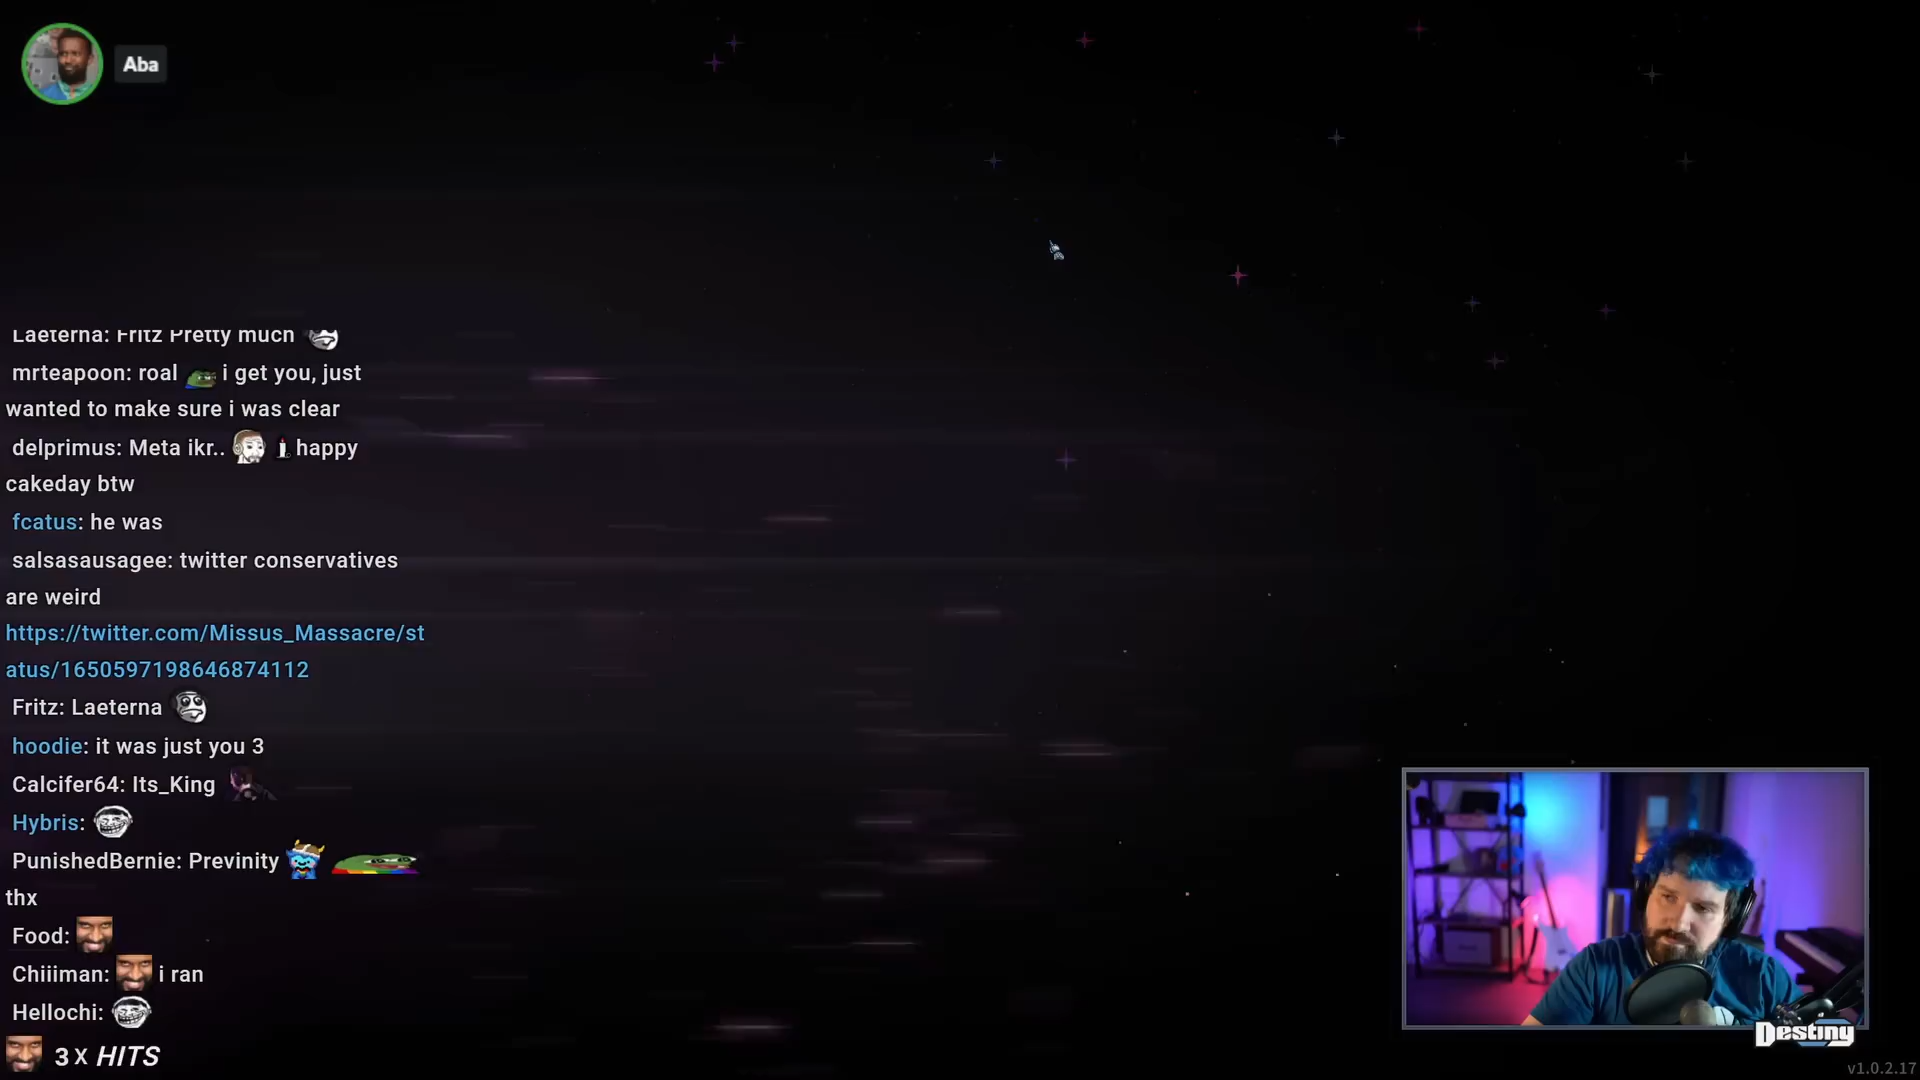 Aba
Laeterna: Fritz Pretty much
mrteapoon: roal i get you, just
wanted to make sure i was clear
delprimus: Meta ikr.. happy
cakeday btw
fcatus: he was
salsasausagee: twitter conservatives
are weird
https://twitter.com/Missus_Massacre/st
atus/1650597198646874112
Fritz: Laeterna
hoodie: it was just you 3
Calcifer64: Its_King
Hybris:
PunishedBernie: Previnity
thx
Food:
Chiiiman: i ran
Hellochi:
3 X HITS
Destiny
v1.0.2.17